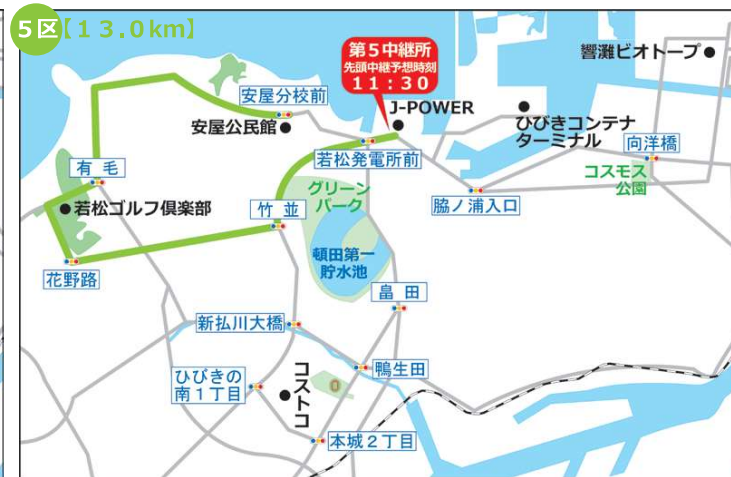 5区【13.0km】
第5中継所
先頭中継予想時刻
11:30
響灘ビオトープ
安屋分校前
J-POWER
安屋公民館
ひびきコンテナ
ターミナル
向洋橋
若松発電所前
有毛
コスモス
公園
グリーン
パーク
脇ノ浦入口
若松ゴルフ倶楽部
竹並
頓田第一
貯水池
花野路
畠田
新払川大橋
鴨生田
ひびきの
南1丁目
コストコ
本城2丁目